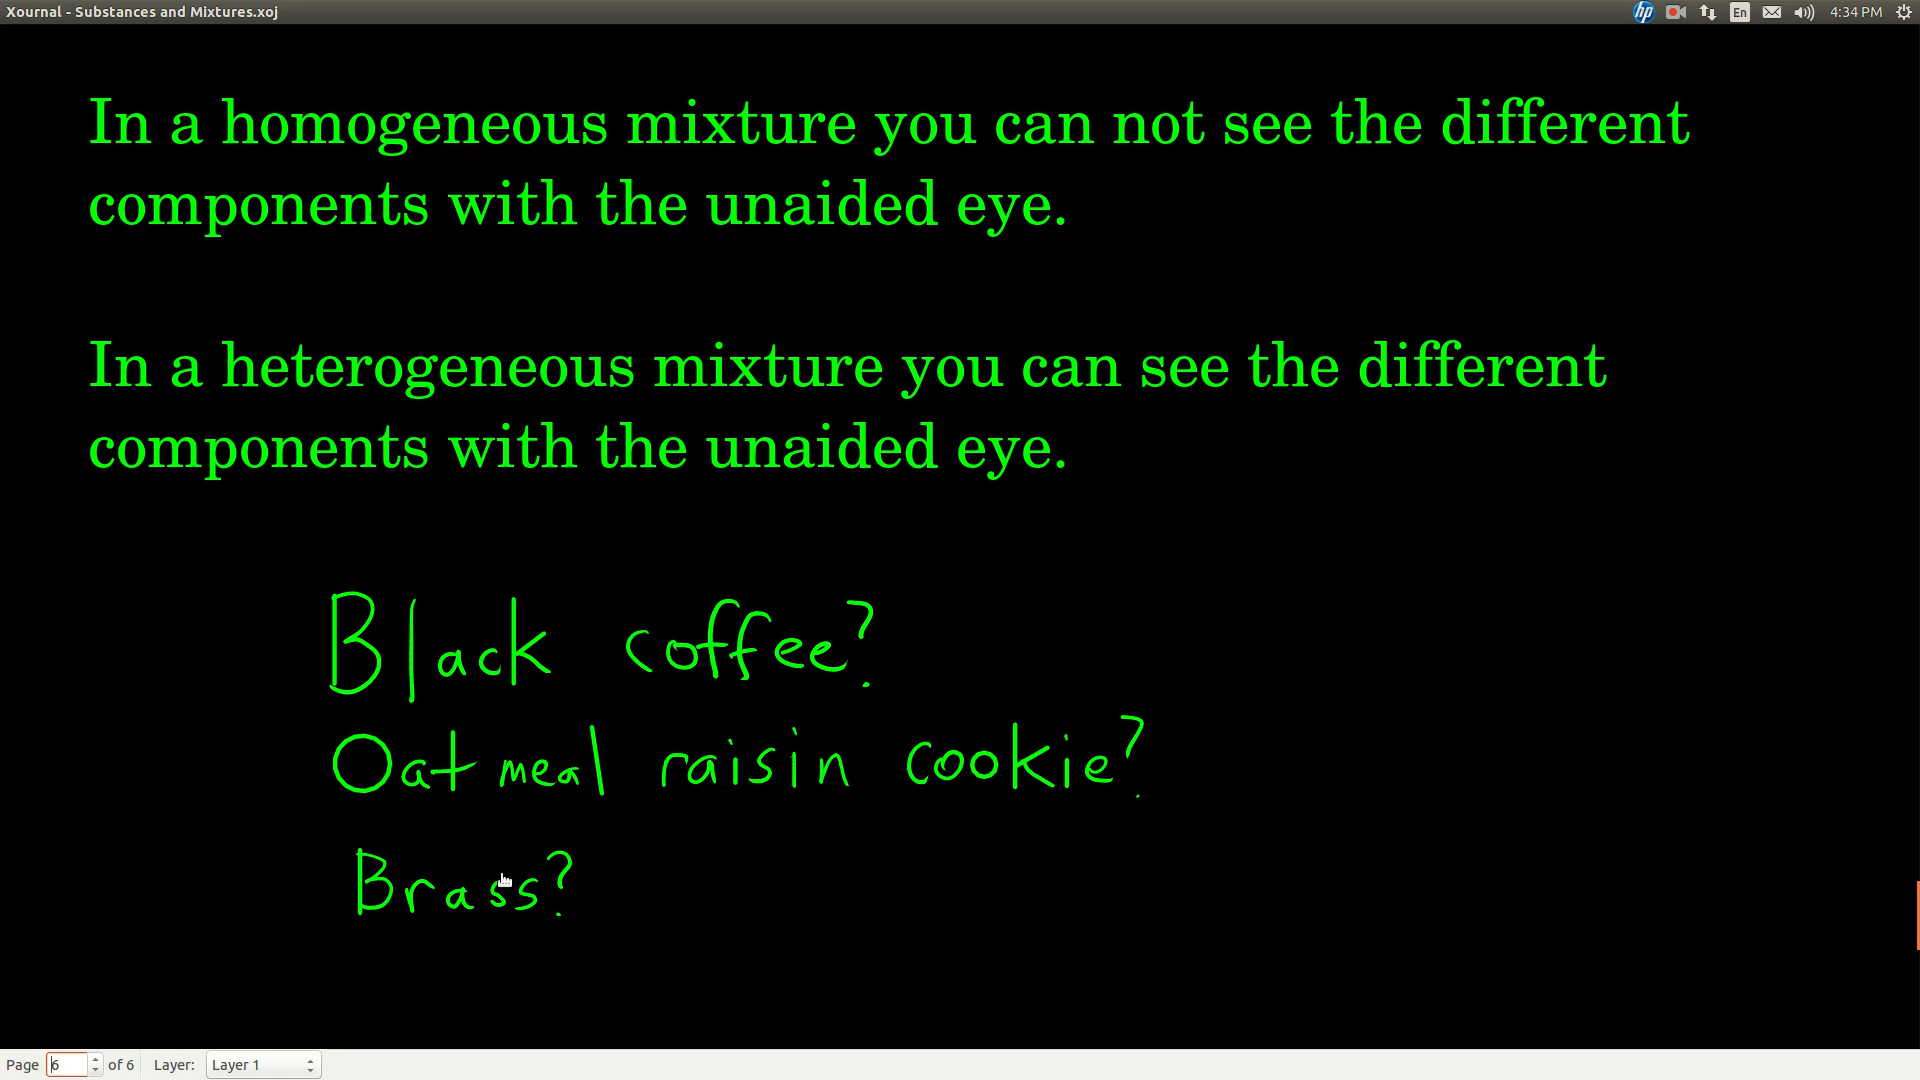 Xournal - Substances and Mixtures.xoj
hp En 4:34 PM
In a homogeneous mixture you can not see the different
components with the unaided eye.
In a heterogeneous mixture you can see the different
components with the unaided eye.
Black coffee?
Oatmeal raisin cookie?
Brass?
Page 6 of 6 Layer: Layer 1